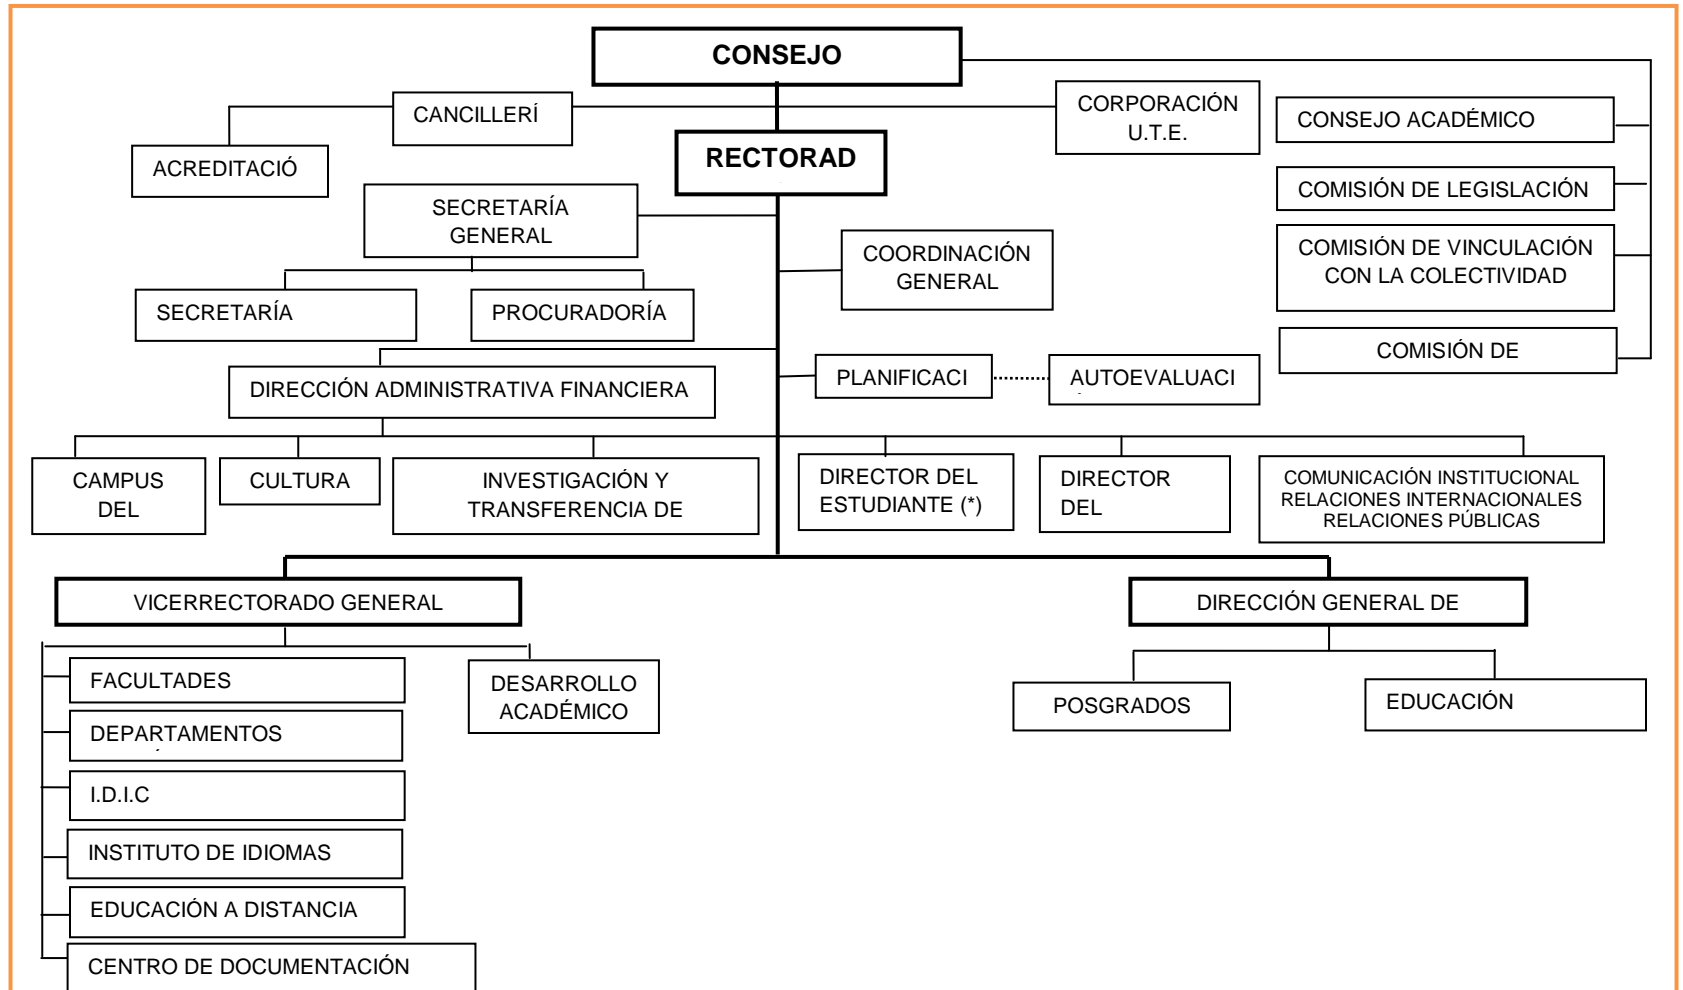 CONSEJO
CANCILLERÍ
CORPORACIÓN
U.T.E.
CONSEJO ACADÉMICO
ACREDITACIÓ
RECTORAD
COMISIÓN DE LEGISLACIÓN
SECRETARÍA
GENERAL
COORDINACIÓN
GENERAL
COMISIÓN DE VINCULACIÓN
CON LA COLECTIVIDAD
SECRETARÍA
PROCURADORÍA
COMISIÓN DE
DIRECCIÓN ADMINISTRATIVA FINANCIERA
PLANIFICACI
AUTOEVALUACI
CAMPUS
DEL
CULTURA
INVESTIGACIÓN Y
TRANSFERENCIA DE
DIRECTOR DEL
ESTUDIANTE (*)
DIRECTOR
DEL
COMUNICACIÓN INSTITUCIONAL
RELACIONES INTERNACIONALES
RELACIONES PÚBLICAS
VICERRECTORADO GENERAL
DIRECCIÓN GENERAL DE
FACULTADES
DESARROLLO
ACADÉMICO
POSGRADOS
EDUCACIÓN
DEPARTAMENTOS
I.D.I.C
INSTITUTO DE IDIOMAS
EDUCACIÓN A DISTANCIA
CENTRO DE DOCUMENTACIÓN